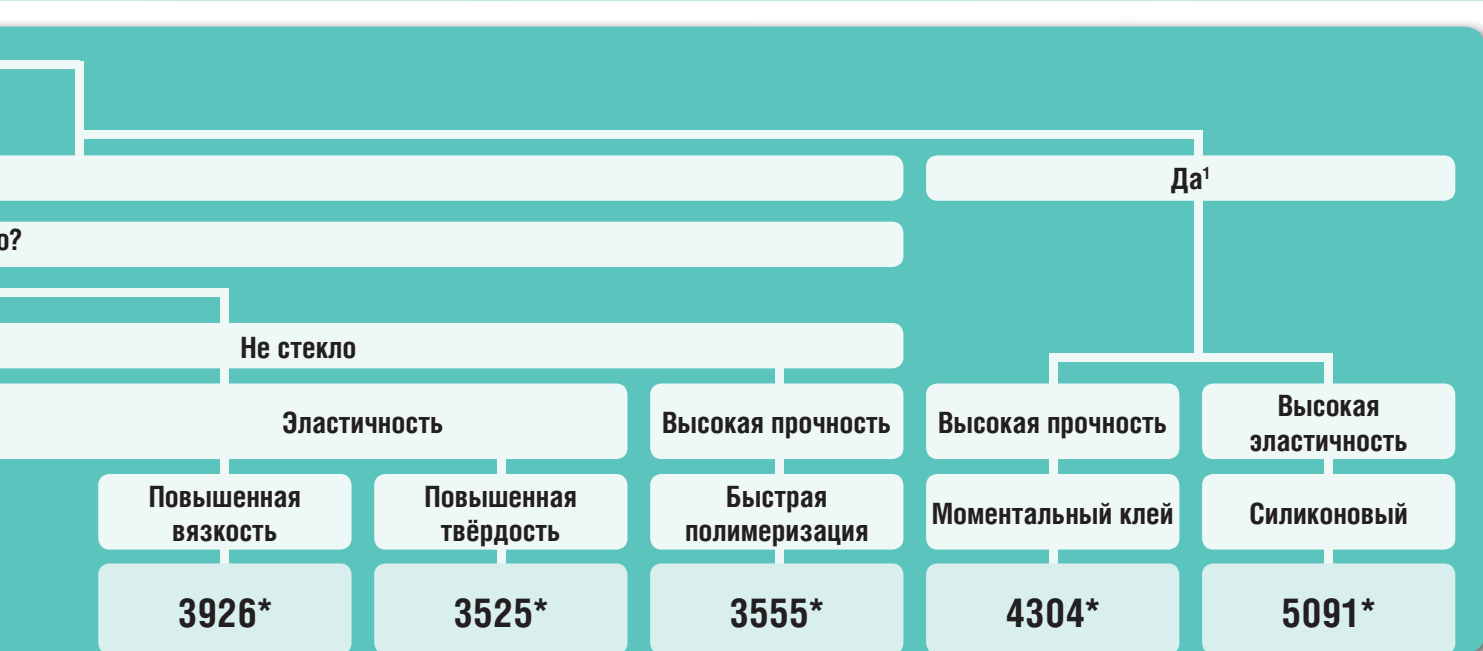 Да¹
о?
Не стекло
Эластичность
Высокая прочность
Высокая прочность
Высокая
эластичность
Повышенная
вязкость
Повышенная
твёрдость
Быстрая
полимеризация
Моментальный клей
Силиконовый
3926*
3525*
3555*
4304*
5091*